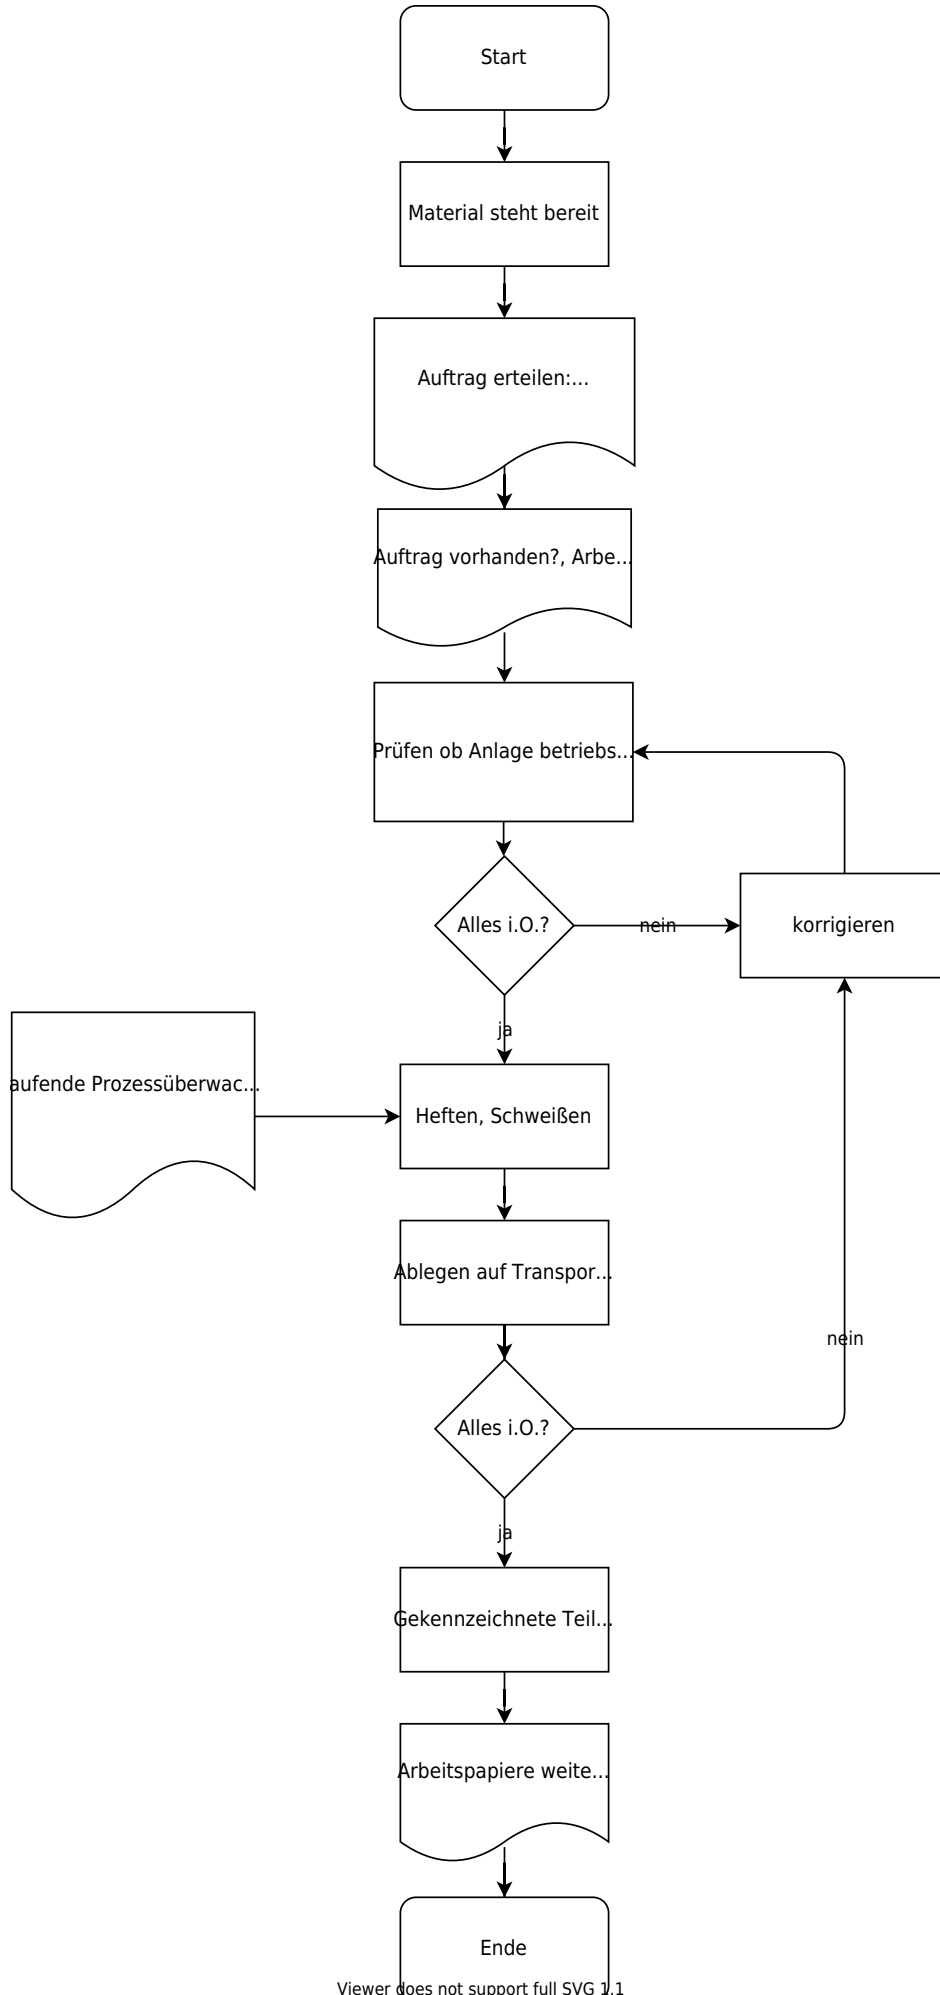 Start
Material steht bereit
Auftrag erteilen:...
Auftrag vorhanden?, Arbe...
Prüfen ob Anlage betriebs...
Alles i.O.?
nein
korrigieren
ja
aufende Prozessüberwac...
Heften, Schweißen
Ablegen auf Transpor...
nein
Alles i.O.?
ja
Gekennzeichnete Teil...
Arbeitspapiere weite...
Ende
Viewer does not support full SVG 1.1